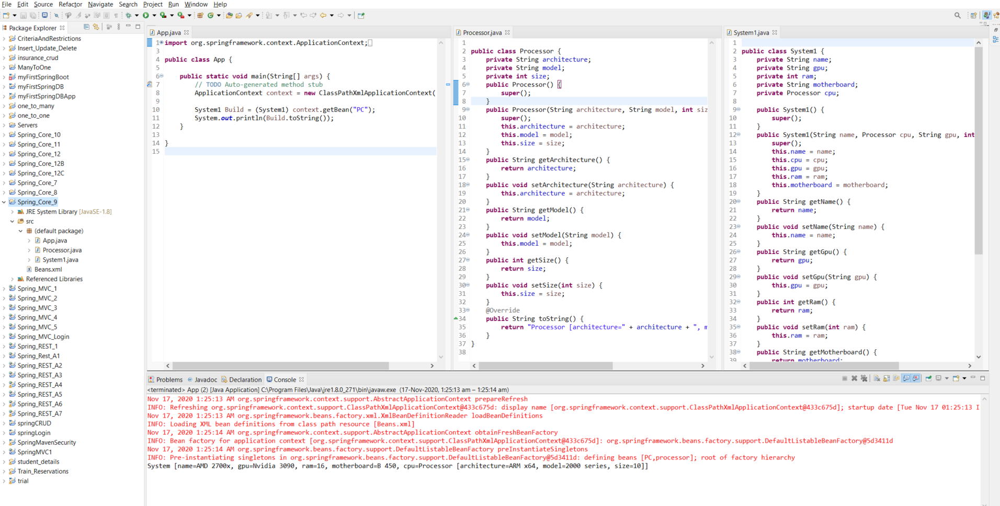 File Edit Source Refactor Navigate Search Project Run Window Help
Package Explorer
CriteriaAndRestrictions
Insert_Update_Delete
insurance_crud
ManyToOne
myFirstSpringBoot
myFirstSpringDB
myFirstSpringDBApp
one_to_many
one_to_one
Servers
Spring_Core_10
Spring_Core_11
Spring_Core_12
Spring_Core_12B
Spring_Core_12C
Spring_Core_7
Spring_Core_8
Spring_Core_9
JRE System Library [JavaSE-1.8]
src
(default package)
App.java
Processor.java
System1.java
Beans.xml
Referenced Libraries
Spring_MVC_1
Spring_MVC_2
Spring_MVC_3
Spring_MVC_4
Spring_MVC_5
Spring_MVC_Login
Spring_REST_1
Spring_Rest_A1
Spring_REST_A2
Spring_REST_A3
Spring_REST_A4
Spring_REST_A5
Spring_REST_A6
Spring_REST_A7
springCRUD
springLogin
SpringMavenSecurity
SpringMVC1
student_details
Train_Reservations
trial
App.java
1 import org.springframework.context.ApplicationContext;
3
4 public class App {
5
6 public static void main(String[] args) {
7 // TODO Auto-generated method stub
8 ApplicationContext context = new ClassPathXmlApplicationContext(
9
10 System1 Build = (System1) context.getBean("PC");
11 System.out.println(Build.toString());
12 }
13
14 }
15
Processor.java
1
2 public class Processor {
3 private String architecture;
4 private String model;
5 private int size;
6 public Processor() {
7 super();
8 }
9 public Processor(String architecture, String model, int siz
10 super();
11 this.architecture = architecture;
12 this.model = model;
13 this.size = size;
14 }
15 public String getArchitecture() {
16 return architecture;
17 }
18 public void setArchitecture(String architecture) {
19 this.architecture = architecture;
20 }
21 public String getModel() {
22 return model;
23 }
24 public void setModel(String model) {
25 this.model = model;
26 }
27 public int getSize() {
28 return size;
29 }
30 public void setSize(int size) {
31 this.size = size;
32 }
33 @Override
34 public String toString() {
35 return "Processor [architecture=" + architecture + ", m
36 }
37 }
38
System1.java
1
2 public class System1 {
3 private String name;
4 private String gpu;
5 private int ram;
6 private String motherboard;
7 private Processor cpu;
8
9 public System1() {
10 super();
11 }
12 public System1(String name, Processor cpu, String gpu, int
13 super();
14 this.name = name;
15 this.cpu = cpu;
16 this.gpu = gpu;
17 this.ram = ram;
18 this.motherboard = motherboard;
19 }
20 public String getName() {
21 return name;
22 }
23 public void setName(String name) {
24 this.name = name;
25 }
26 public String getGpu() {
27 return gpu;
28 }
29 public void setGpu(String gpu) {
30 this.gpu = gpu;
31 }
32 public int getRam() {
33 return ram;
34 }
35 public void setRam(int ram) {
36 this.ram = ram;
37 }
38 public String getMotherboard() {
39 return motherboard;
Problems Javadoc Declaration Console
<terminated> App (2) [Java Application] C:\Program Files\Java\jre1.8.0_271\bin\javaw.exe (17-Nov-2020, 1:25:13 am – 1:25:14 am)
Nov 17, 2020 1:25:13 AM org.springframework.context.support.AbstractApplicationContext prepareRefresh
INFO: Refreshing org.springframework.context.support.ClassPathXmlApplicationContext@433c675d: display name [org.springframework.context.support.ClassPathXmlApplicationContext@433c675d]; startup date [Tue Nov 17 01:25:13 I
Nov 17, 2020 1:25:13 AM org.springframework.beans.factory.xml.XmlBeanDefinitionReader loadBeanDefinitions
INFO: Loading XML bean definitions from class path resource [Beans.xml]
Nov 17, 2020 1:25:14 AM org.springframework.context.support.AbstractApplicationContext obtainFreshBeanFactory
INFO: Bean factory for application context [org.springframework.context.support.ClassPathXmlApplicationContext@433c675d]: org.springframework.beans.factory.support.DefaultListableBeanFactory@5d3411d
Nov 17, 2020 1:25:14 AM org.springframework.beans.factory.support.DefaultListableBeanFactory preInstantiateSingletons
INFO: Pre-instantiating singletons in org.springframework.beans.factory.support.DefaultListableBeanFactory@5d3411d: defining beans [PC,processor]; root of factory hierarchy
System [name=AMD 2700x, gpu=Nvidia 3090, ram=16, motherboard=B 450, cpu=Processor [architecture=ARM x64, model=2000 series, size=10]]